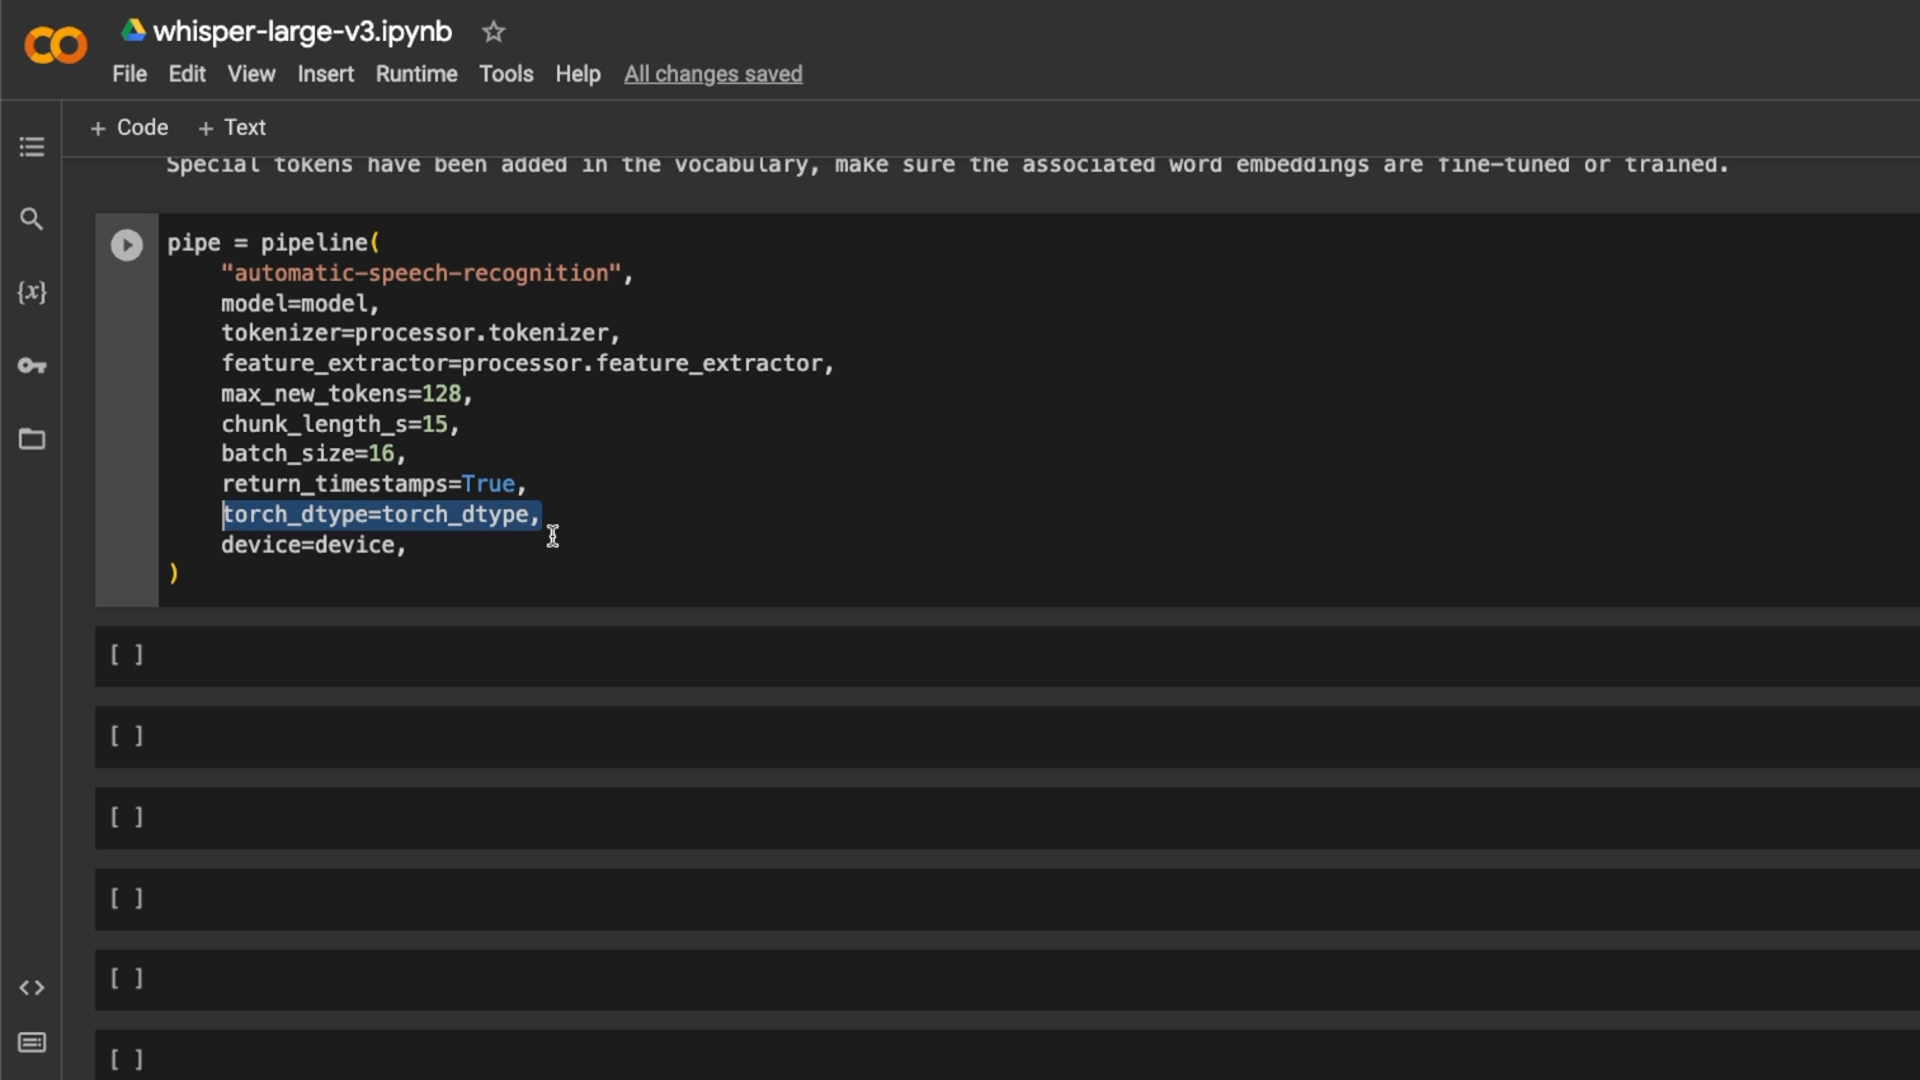 whisper-large-v3.ipynb
File Edit View Insert Runtime Tools Help All changes saved
+ Code + Text
Special tokens have been added in the vocabulary, make sure the associated word embeddings are fine-tuned or trained.
pipe = pipeline(
    "automatic-speech-recognition",
    model=model,
    tokenizer=processor.tokenizer,
    feature_extractor=processor.feature_extractor,
    max_new_tokens=128,
    chunk_length_s=15,
    batch_size=16,
    return_timestamps=True,
    torch_dtype=torch_dtype,
    device=device,
)
[ ]
[ ]
[ ]
[ ]
[ ]
[ ]